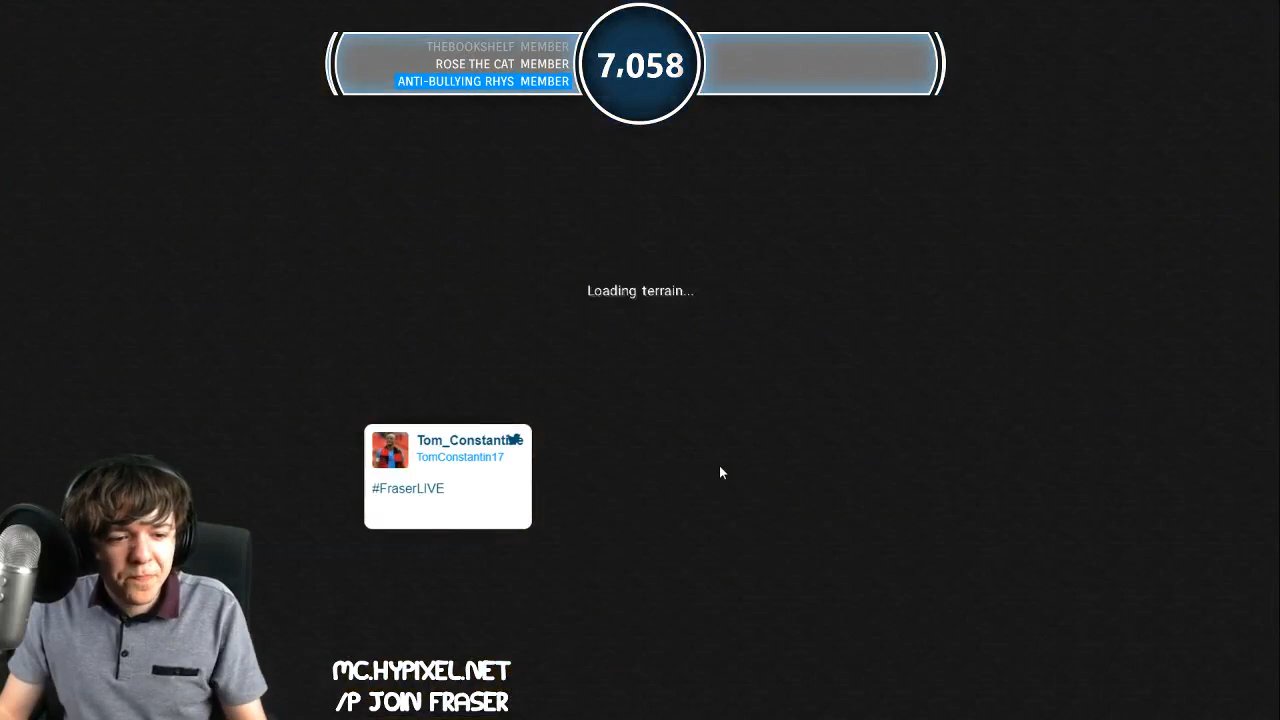 THEBOOKSHELF MEMBER
ROSE THE CAT MEMBER
ANTI-BULLYING RHYS MEMBER
7,058
Loading terrain...
Tom_Constantine
TomConstantin17
#FraserLIVE
MC.HYPIXEL.NET
/P JOIN FRASER